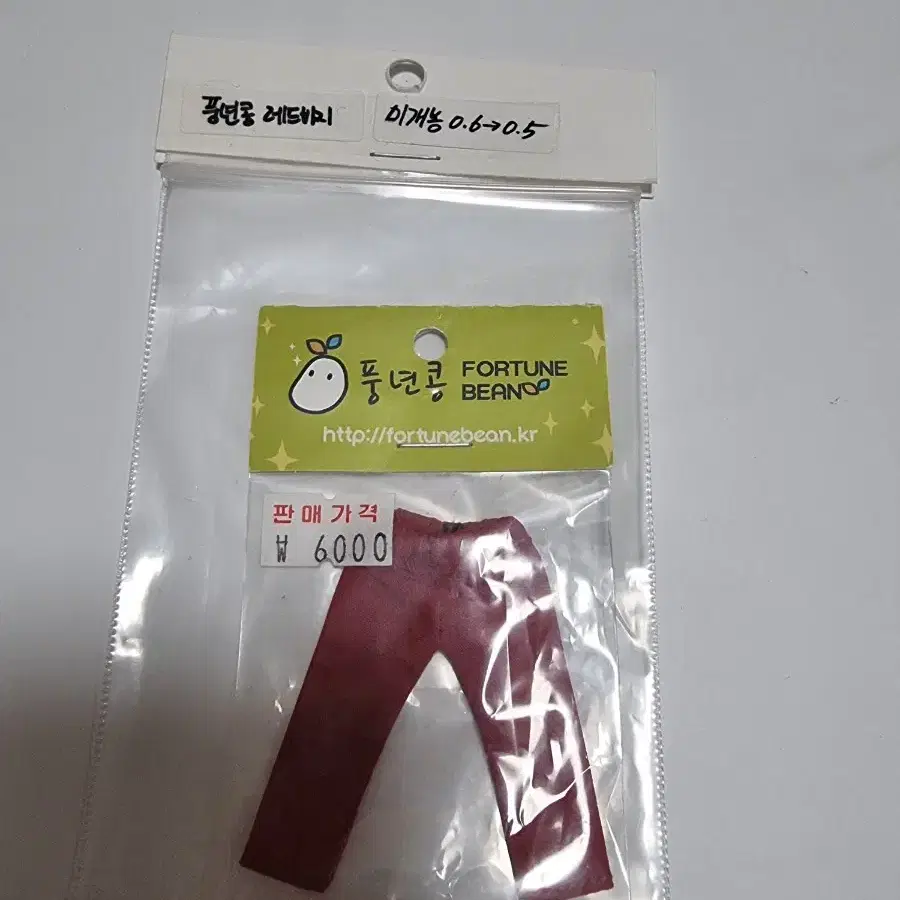 풍년콩 레드바지
미개봉 0.6→0.5
풍년콩
FORTUNE
BEAN
http://fortunebean.kr
판매가격
₩ 6000